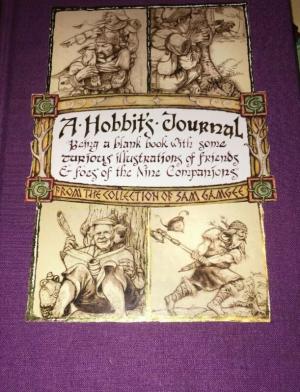 A·Hobbit's·Journal
Being a blank book with some
curious illustrations of friends
& foes of the Nine Companions
FROM THE COLLECTION OF SAM GAMGEE